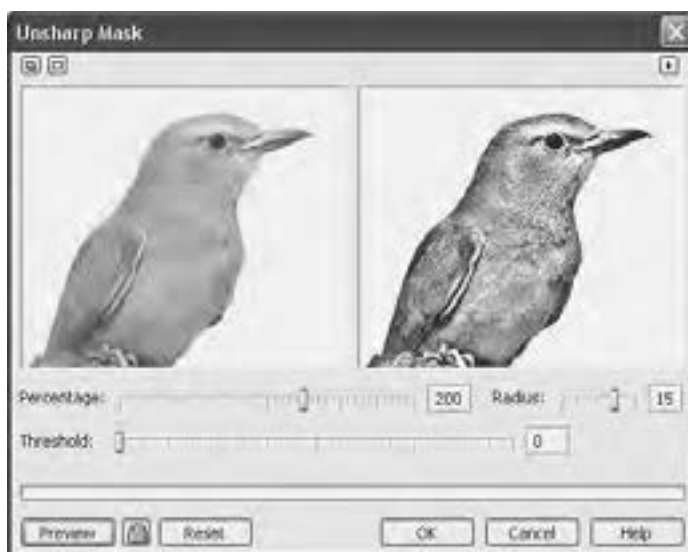 Unsharp Mask
Percentage: 200 Radius: 15
Threshold: 0
Preview Reset OK Cancel Help